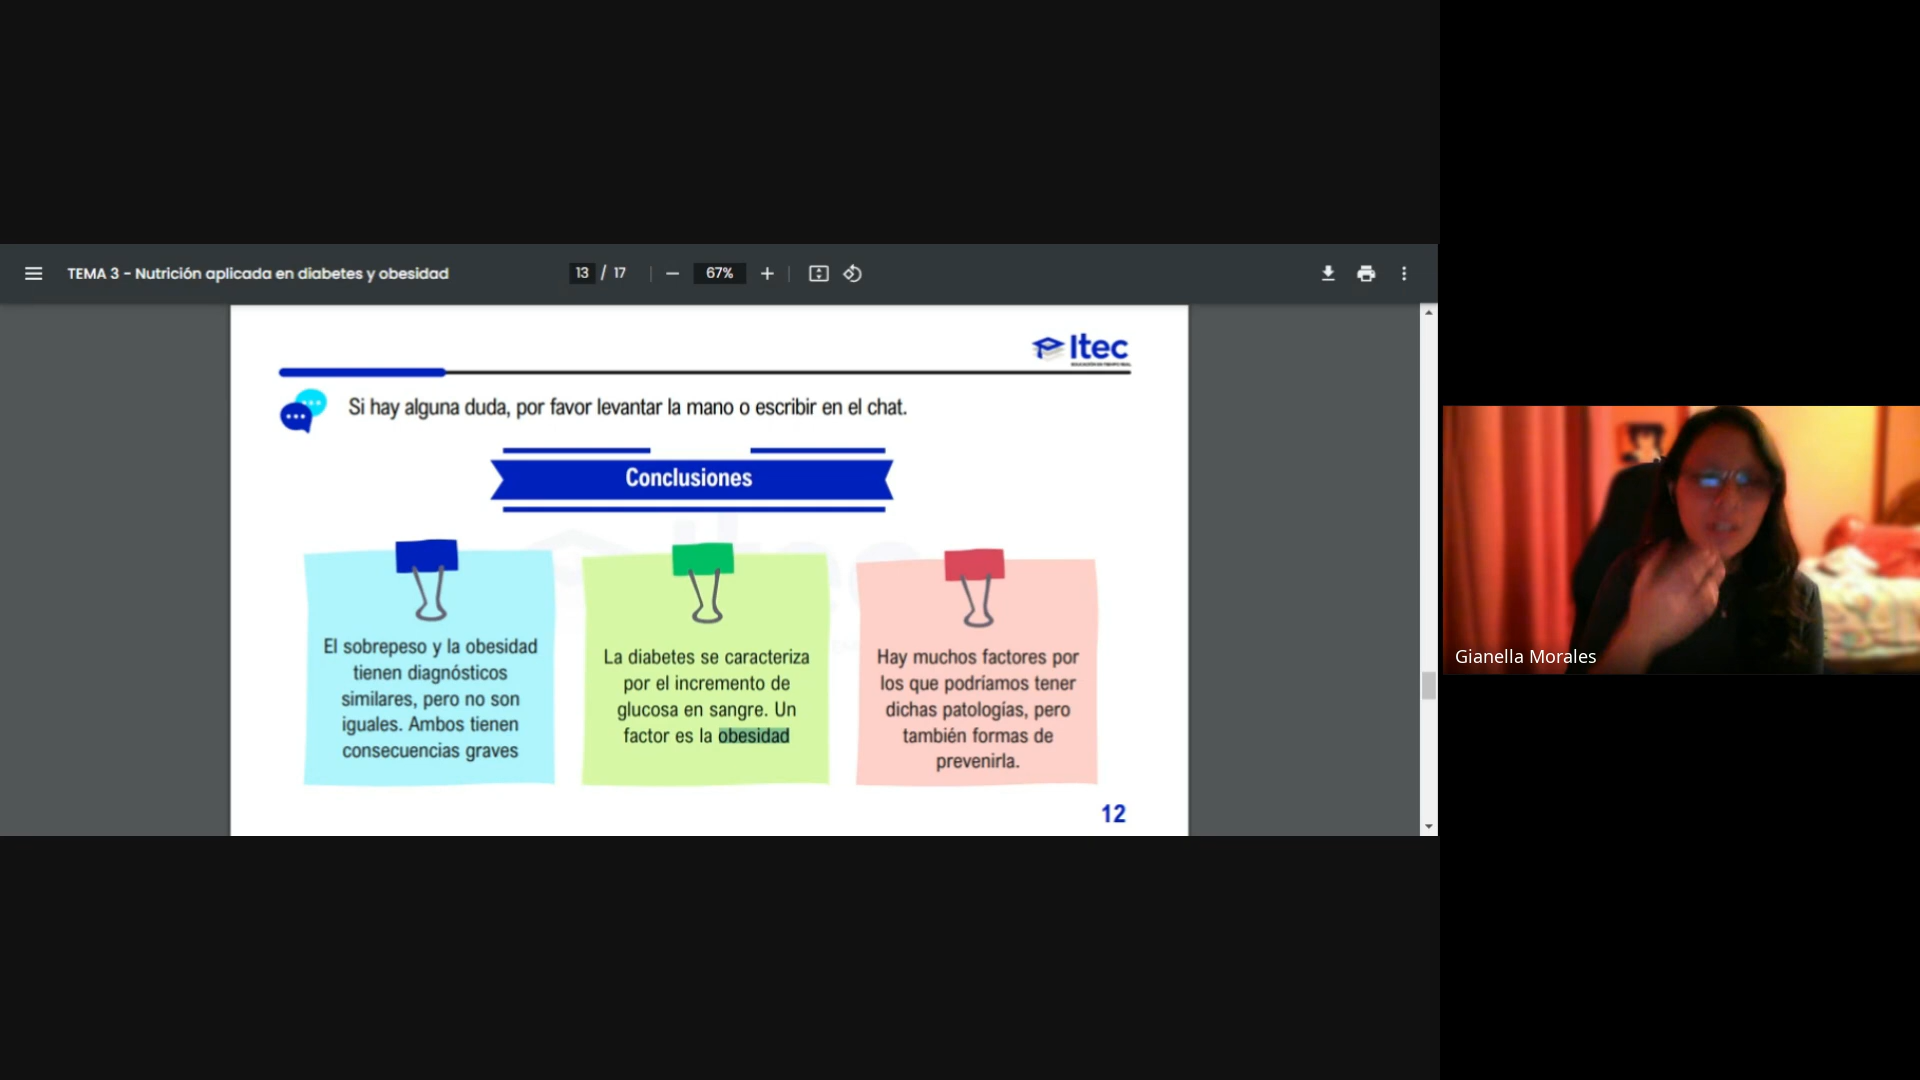 TEMA 3 - Nutrición aplicada en diabetes y obesidad
13 / 17
67%
Itec
Si hay alguna duda, por favor levantar la mano o escribir en el chat.
Conclusiones
El sobrepeso y la obesidad
tienen diagnósticos
similares, pero no son
iguales. Ambos tienen
consecuencias graves
La diabetes se caracteriza
por el incremento de
glucosa en sangre. Un
factor es la obesidad
Hay muchos factores por
los que podríamos tener
dichas patologías, pero
también formas de
prevenirla.
12
Gianella Morales